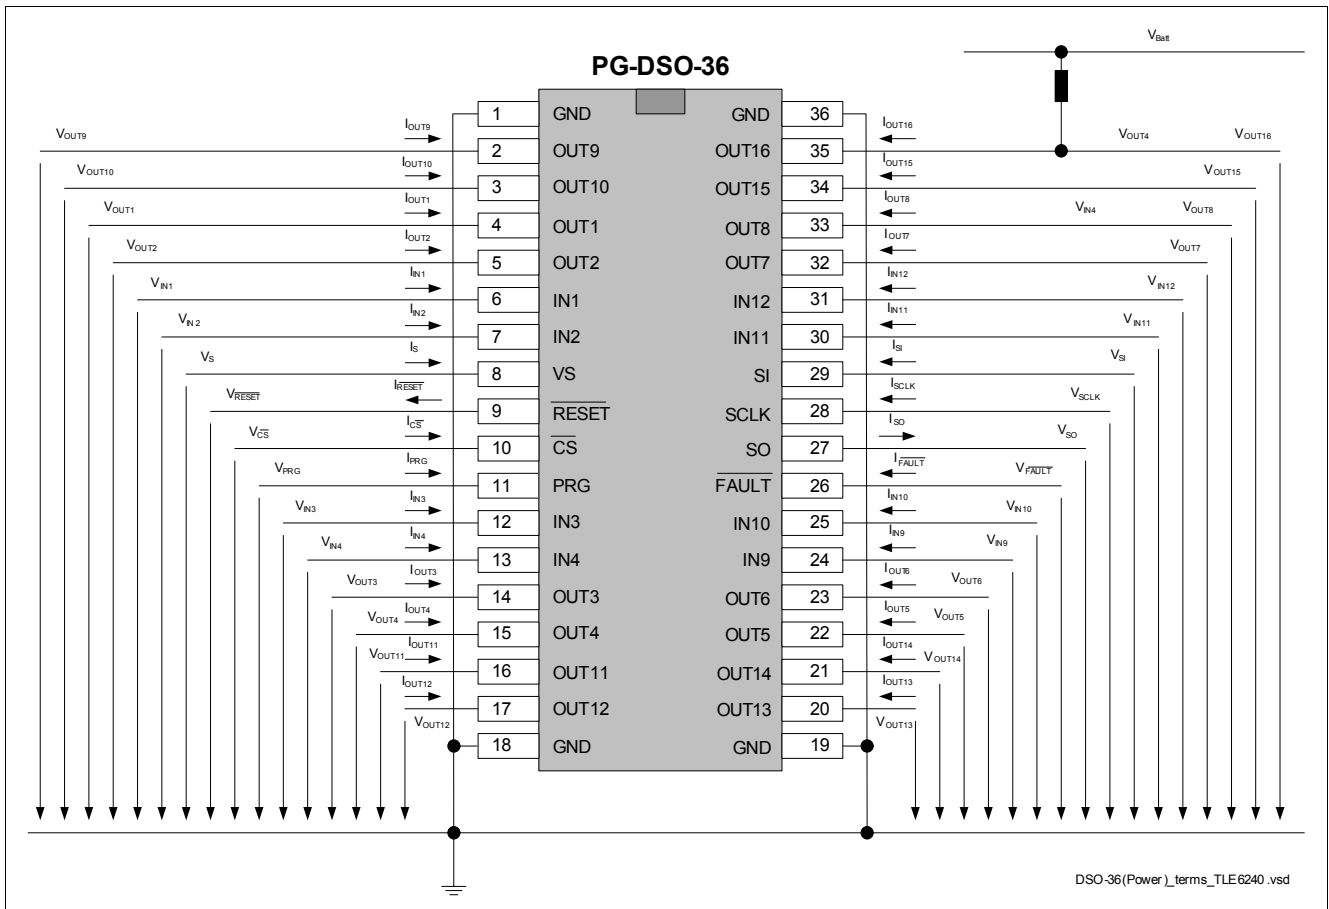 V_Batt
PG-DSO-36
1 GND GND 36
V_OUT9 I_OUT9 I_OUT16 V_OUT4 V_OUT16
2 OUT9 OUT16 35
V_OUT10 I_OUT10 I_OUT15 V_OUT15
3 OUT10 OUT15 34
V_OUT1 I_OUT1 I_OUT8 V_IN4 V_OUT8
4 OUT1 OUT8 33
V_OUT2 I_OUT2 I_OUT7 V_OUT7
5 OUT2 OUT7 32
V_IN1 I_IN1 I_IN12 V_IN12
6 IN1 IN12 31
V_IN2 I_IN2 I_IN11 V_IN11
7 IN2 IN11 30
V_S I_S I_SI V_SI
8 VS SI 29
V_RESET I_RESET I_SCLK V_SCLK
9 RESET SCLK 28
V_CS I_CS I_SO V_SO
10 CS SO 27
V_PRG I_PRG I_FAULT V_FAULT
11 PRG FAULT 26
V_IN3 I_IN3 I_IN10 V_IN10
12 IN3 IN10 25
V_IN4 I_IN4 I_IN9 V_IN9
13 IN4 IN9 24
V_OUT3 I_OUT3 I_OUT6 V_OUT6
14 OUT3 OUT6 23
V_OUT4 I_OUT4 I_OUT5 V_OUT5
15 OUT4 OUT5 22
V_OUT11 I_OUT11 I_OUT14 V_OUT14
16 OUT11 OUT14 21
I_OUT12 I_OUT13
17 OUT12 OUT13 20
V_OUT12 V_OUT13
18 GND GND 19
DSO-36(Power)_terms_TLE6240.vsd